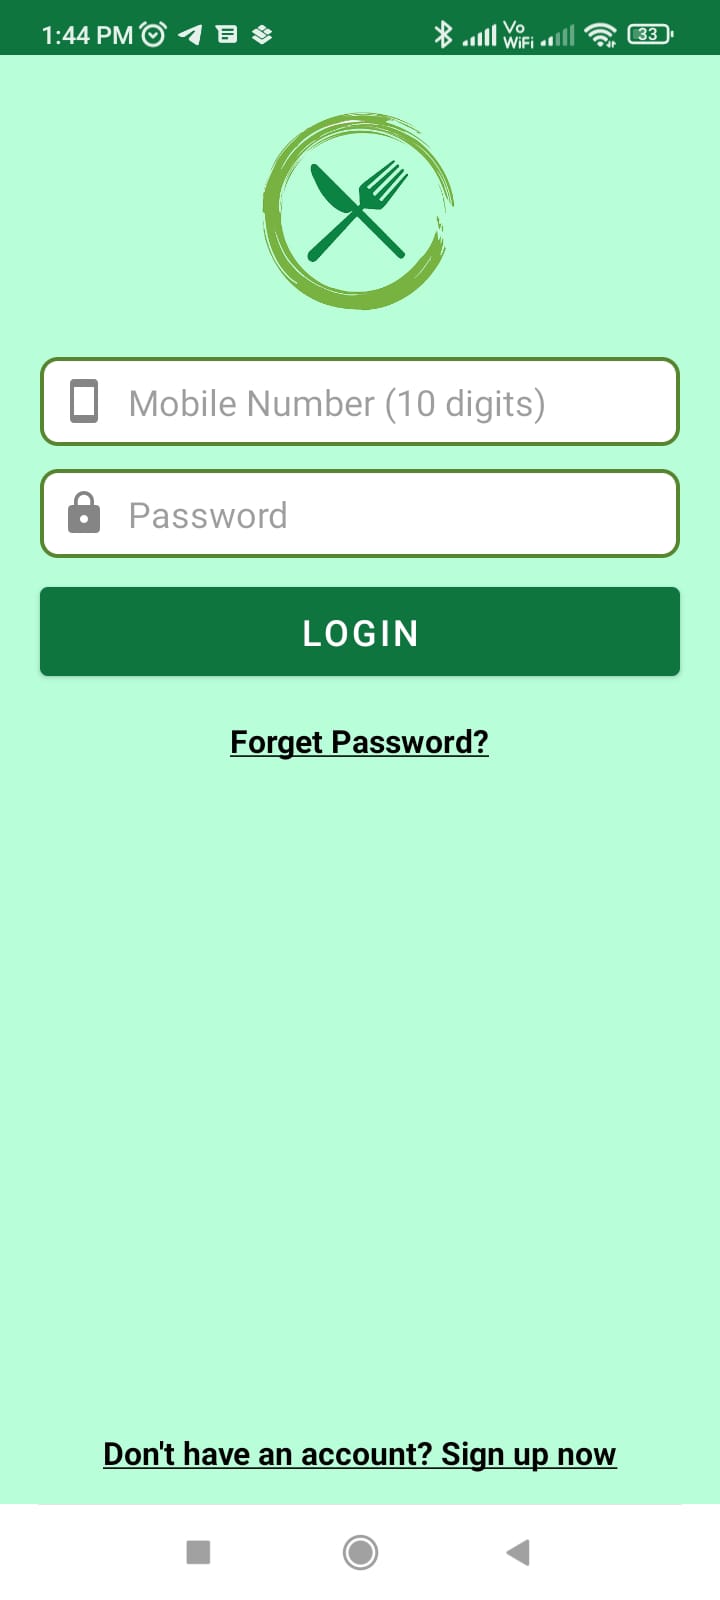 1:44 PM
Vo
WiFi
33
Mobile Number (10 digits)
Password
LOGIN
Forget Password?
Don't have an account? Sign up now